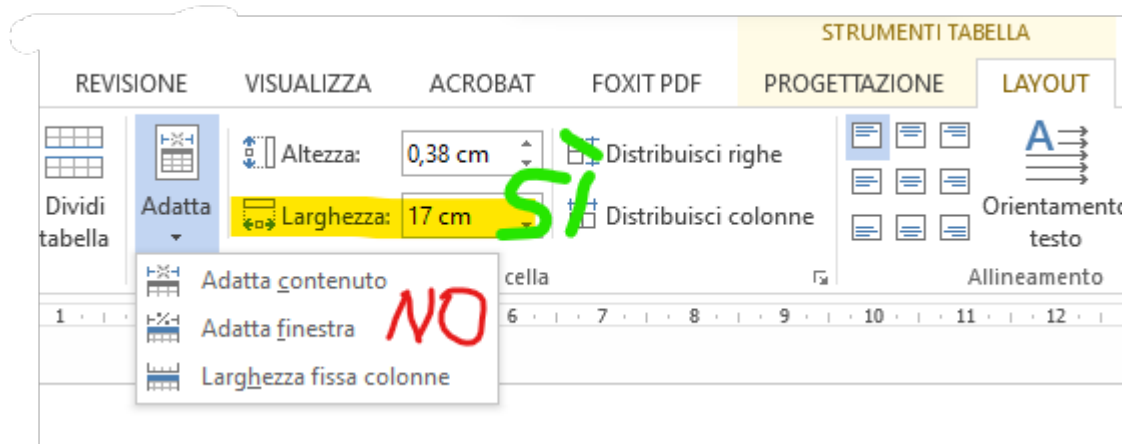 STRUMENTI TABELLA
REVISIONE VISUALIZZA ACROBAT FOXIT PDF PROGETTAZIONE LAYOUT
Altezza: 0,38 cm Distribuisci righe
SÌ
Dividi tabella Adatta Larghezza: 17 cm Distribuisci colonne Orientamento testo
Adatta contenuto cella Allineamento
NO
1 6 7 8 9 10 11 12
Adatta finestra
Larghezza fissa colonne